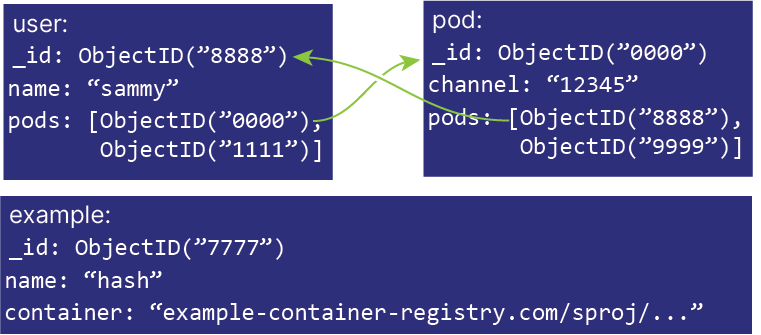 user:
_id: ObjectID(”8888”)
name: “sammy”
pods: [ObjectID(”0000”),
ObjectID(”1111”)]
pod:
_id: ObjectID(”0000”)
channel: “12345”
pods: [ObjectID(”8888”),
ObjectID(”9999”)]
example:
_id: ObjectID(”7777”)
name: “hash”
container: “example-container-registry.com/sproj/...”